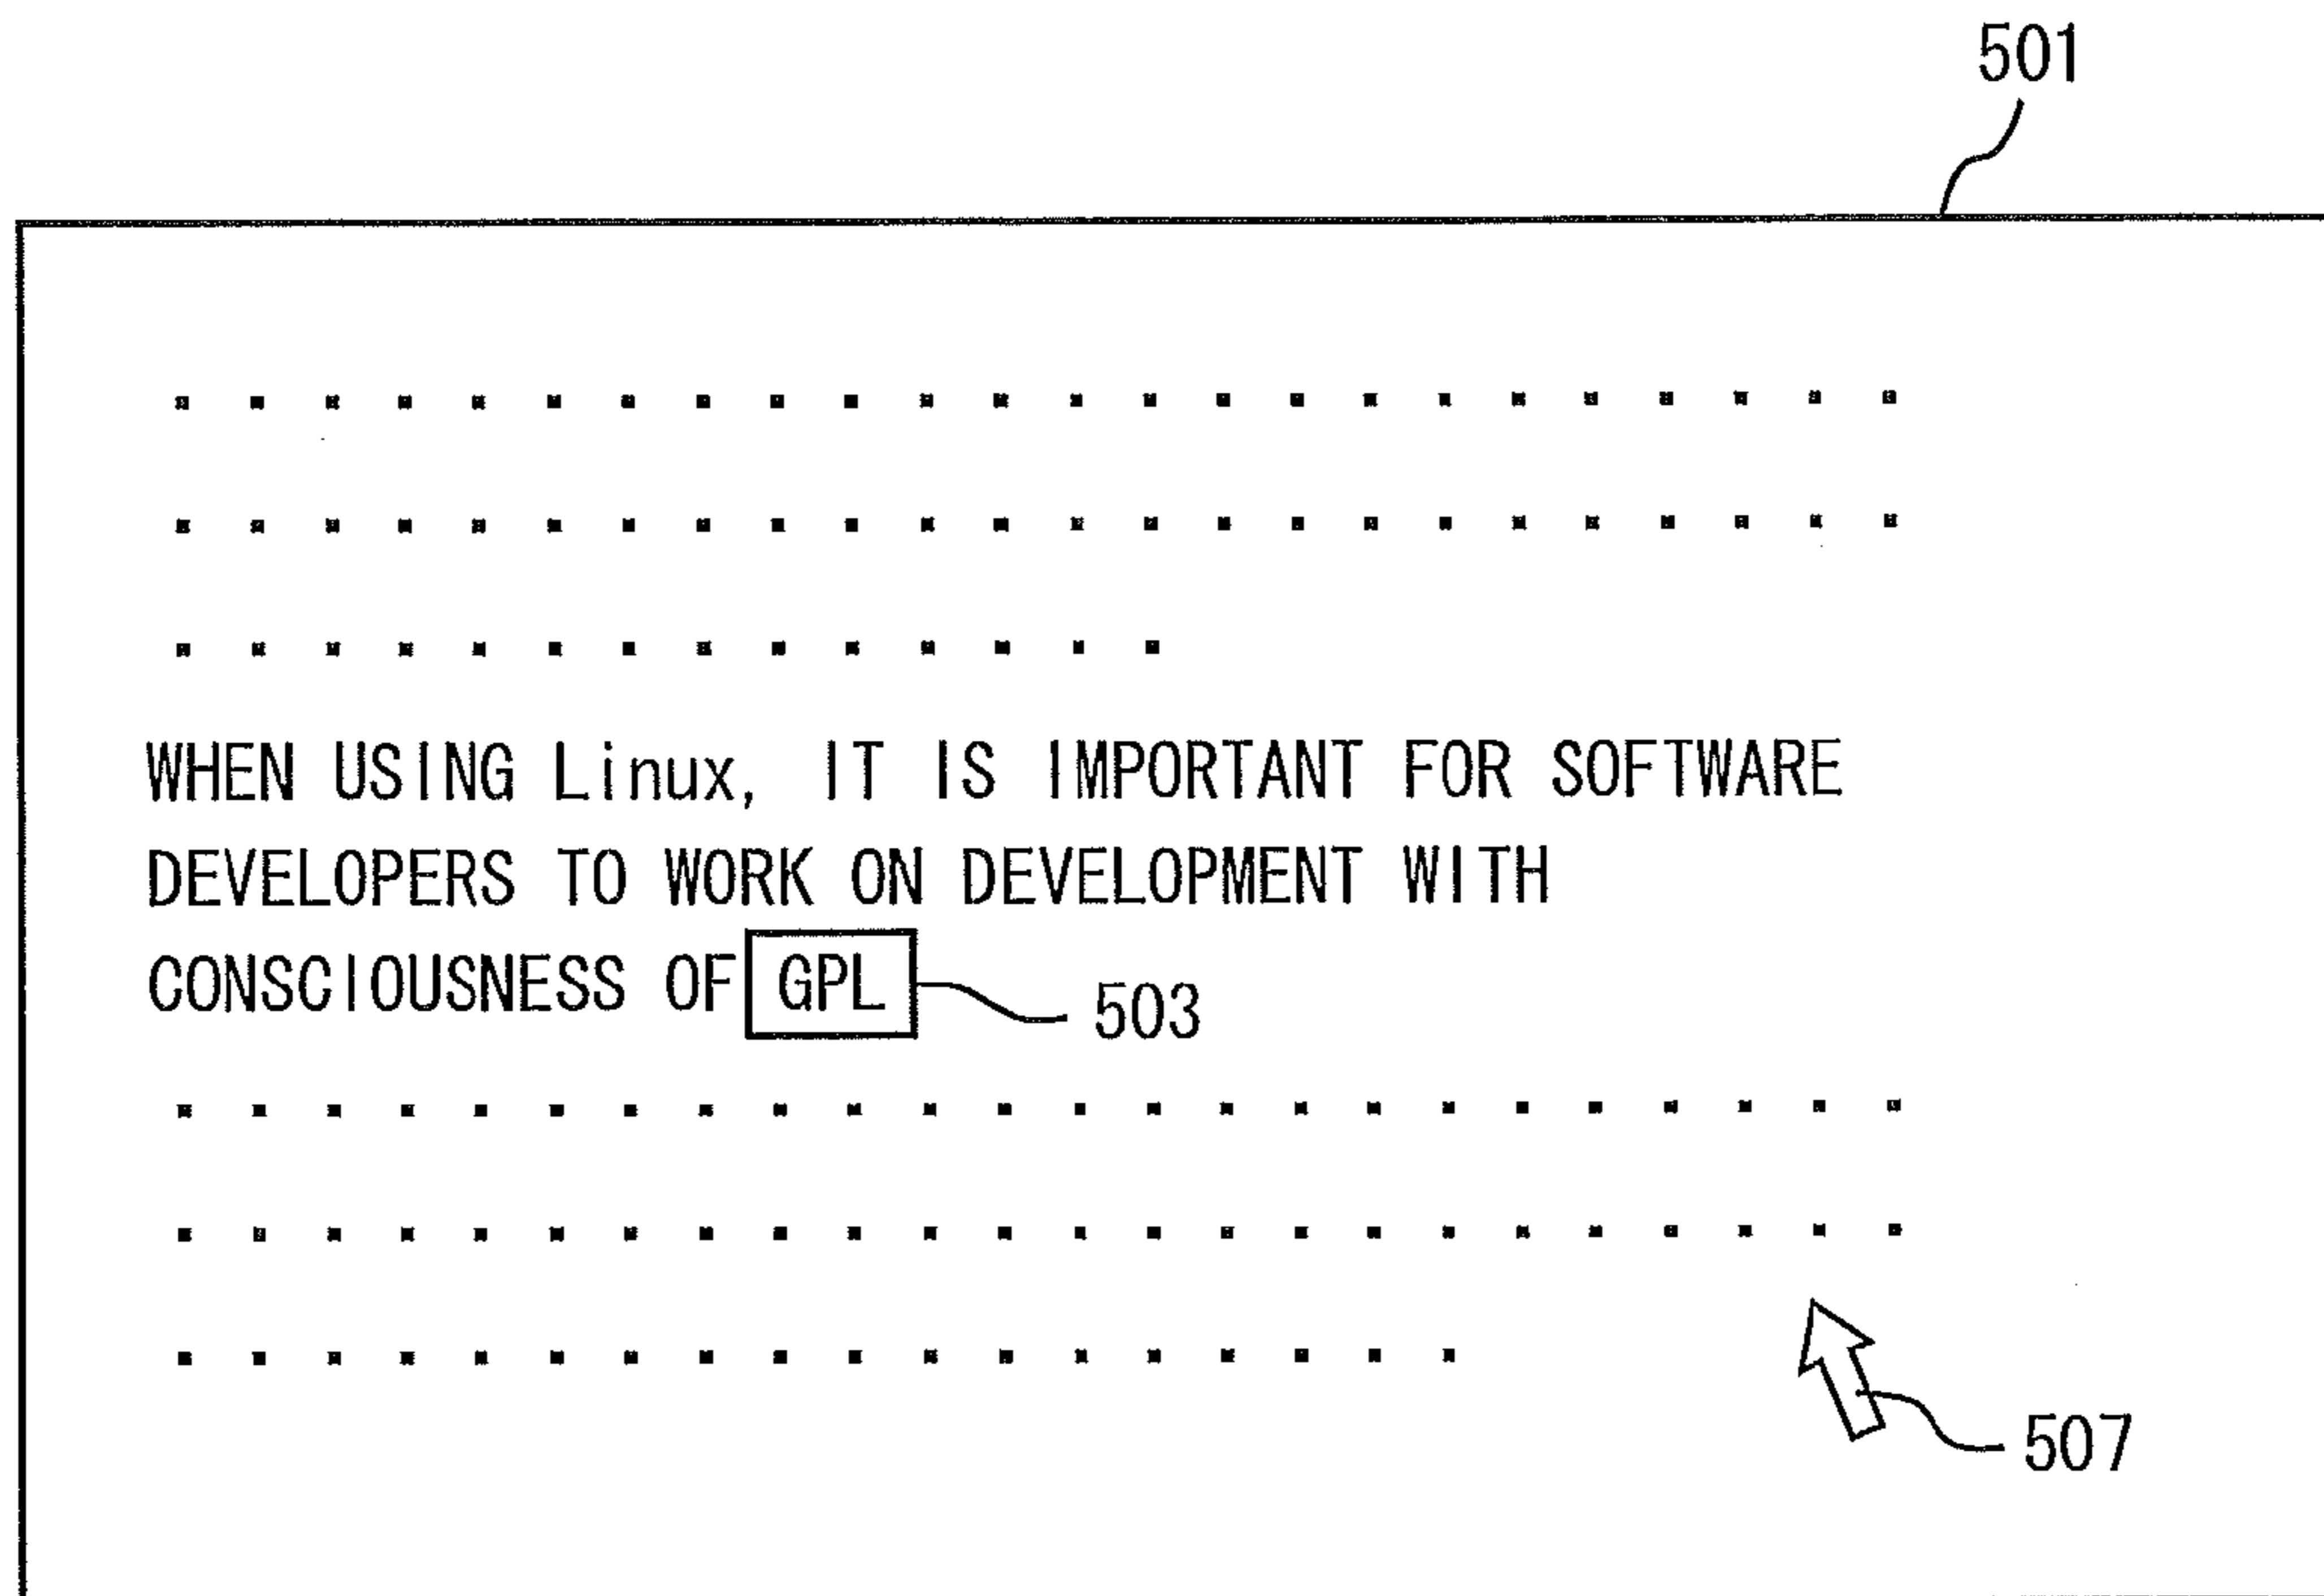 501
WHEN USING Linux, IT IS IMPORTANT FOR SOFTWARE
DEVELOPERS TO WORK ON DEVELOPMENT WITH
CONSCIOUSNESS OF GPL 503
507